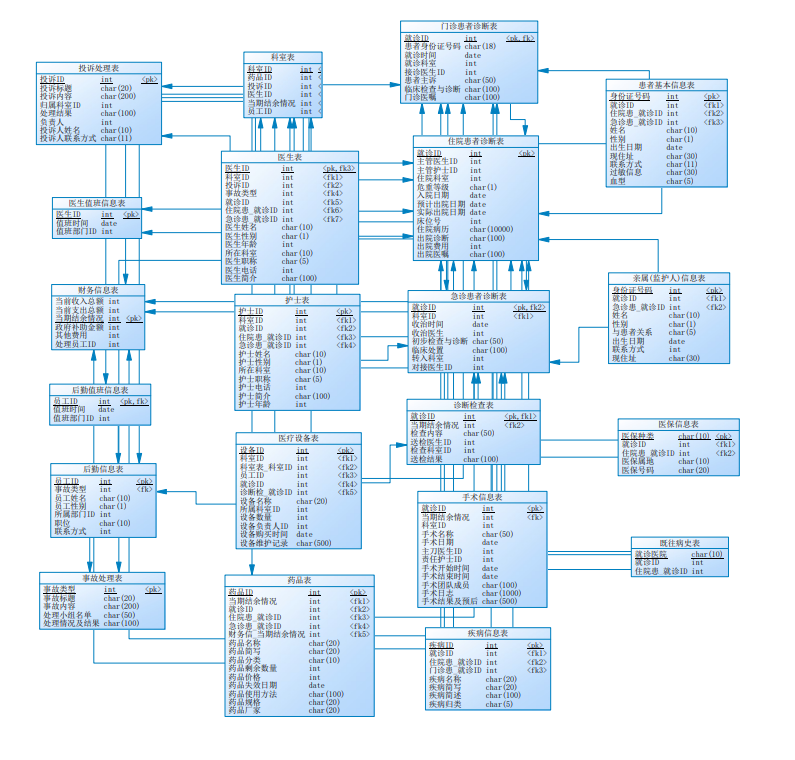 门诊患者诊断表
就诊ID int <pk,fk>
患者身份证号码 char(18)
就诊时间 date
就诊科室 int
接诊医生ID int
患者主诉 char(50)
临床检查与诊断 char(100)
门诊医嘱 char(100)
科室表
科室ID int <
药品ID int <
投诉ID int <
医生ID int <
当期结余情况 int <
员工ID int <
投诉处理表
投诉ID int <pk>
投诉标题 char(20)
投诉内容 char(200)
归属科室ID int
处理结果 char(100)
负责人 int
投诉人姓名 char(10)
投诉人联系方式 char(11)
患者基本信息表
身份证号码 int <pk>
就诊ID int <fk1>
住院患_就诊ID int <fk2>
急诊患_就诊ID int <fk3>
姓名 char(10)
性别 char(1)
出生日期 date
现住址 char(30)
联系方式 char(11)
过敏信息 char(30)
血型 char(5)
住院患者诊断表
就诊ID int <pk>
主管医生ID int
主管护士ID int
住院科室 int
危重等级 char(1)
入院日期 date
预计出院日期 date
实际出院日期 date
床位号 int
住院病历 char(10000)
出院诊断 char(100)
出院费用 int
出院医嘱 char(100)
医生表
医生ID int <pk,fk3>
科室ID int <fk1>
投诉ID int <fk2>
事故类型 int <fk4>
就诊ID int <fk5>
住院患_就诊ID int <fk6>
急诊患_就诊ID int <fk7>
医生姓名 char(10)
医生性别 char(1)
医生年龄 int
所在科室 char(10)
医生职称 char(5)
医生电话 int
医生简介 char(100)
医生值班信息表
医生ID int <pk>
值班时间 date
值班部门ID int
亲属(监护人)信息表
身份证号码 int <pk>
就诊ID int <fk1>
急诊患_就诊ID int <fk2>
姓名 char(10)
性别 char(1)
与患者关系 char(5)
出生日期 date
联系方式 int
现住址 char(30)
财务信息表
当前收入总额 int
当前支出总额 int
当期结余情况 int <pk>
政府补助金额 int
其他费用 int
处理员工ID int
护士表
护士ID int <pk>
科室ID int <fk1>
就诊ID int <fk2>
住院患_就诊ID int <fk3>
急诊患_就诊ID int <fk4>
护士姓名 char(10)
护士性别 char(1)
所在科室 char(10)
护士职称 char(5)
护士电话 int
护士简介 char(100)
护士年龄 int
急诊患者诊断表
就诊ID int <pk,fk2>
科室ID int <fk1>
收治时间 date
收治医生 int
初步检查与诊断 char(50)
临床处置 char(100)
转入科室 int
对接医生ID int
后勤值班信息表
员工ID int <pk,fk>
值班时间 date
值班部门ID int
诊断检查表
就诊ID int <pk,fk1>
当期结余情况 int <fk2>
检查内容 char(50)
送检医生ID int
检查科室ID int
送检结果 char(100)
医保信息表
医保种类 char(10) <pk>
就诊ID int <fk1>
住院患_就诊ID int <fk2>
医保属地 char(10)
医保号码 char(20)
医疗设备表
设备ID int <pk>
科室ID int <fk1>
科室表_科室ID int <fk2>
员工ID int <fk3>
就诊ID int <fk4>
诊断检_就诊ID int <fk5>
设备名称 char(20)
所属科室ID int
设备数量 int
设备负责人ID int
设备购买时间 date
设备维护记录 char(500)
后勤信息表
员工ID int <pk>
事故类型 int <fk>
员工姓名 char(10)
员工性别 char(1)
所属部门ID int
职位 char(10)
联系方式 int
手术信息表
就诊ID int <pk>
当期结余情况 int <fk>
科室ID int
手术名称 char(50)
手术日期 date
主刀医生ID int
责任护士ID int
手术开始时间 date
手术结束时间 date
手术团队成员 char(100)
手术日志 char(1000)
手术结果及预后 char(500)
既往病史表
就诊医院 char(10)
就诊ID int
住院患_就诊ID int
事故处理表
事故类型 int <pk>
事故标题 char(20)
事故内容 char(200)
处理小组名单 char(50)
处理情况及结果 char(100)
药品表
药品ID int <pk>
当期结余情况 int <fk1>
就诊ID int <fk2>
住院患_就诊ID int <fk3>
急诊患_就诊ID int <fk4>
财务信_当期结余情况 int <fk5>
药品名称 char(20)
药品简写 char(20)
药品分类 char(10)
药品剩余数量 int
药品价格 int
药品失效日期 date
药品使用方法 char(100)
药品规格 char(20)
药品厂家 char(20)
疾病信息表
疾病ID int <pk>
就诊ID int <fk1>
住院患_就诊ID int <fk2>
门诊患_就诊ID int <fk3>
疾病名称 char(20)
疾病简写 char(20)
疾病简述 char(100)
疾病归类 char(5)